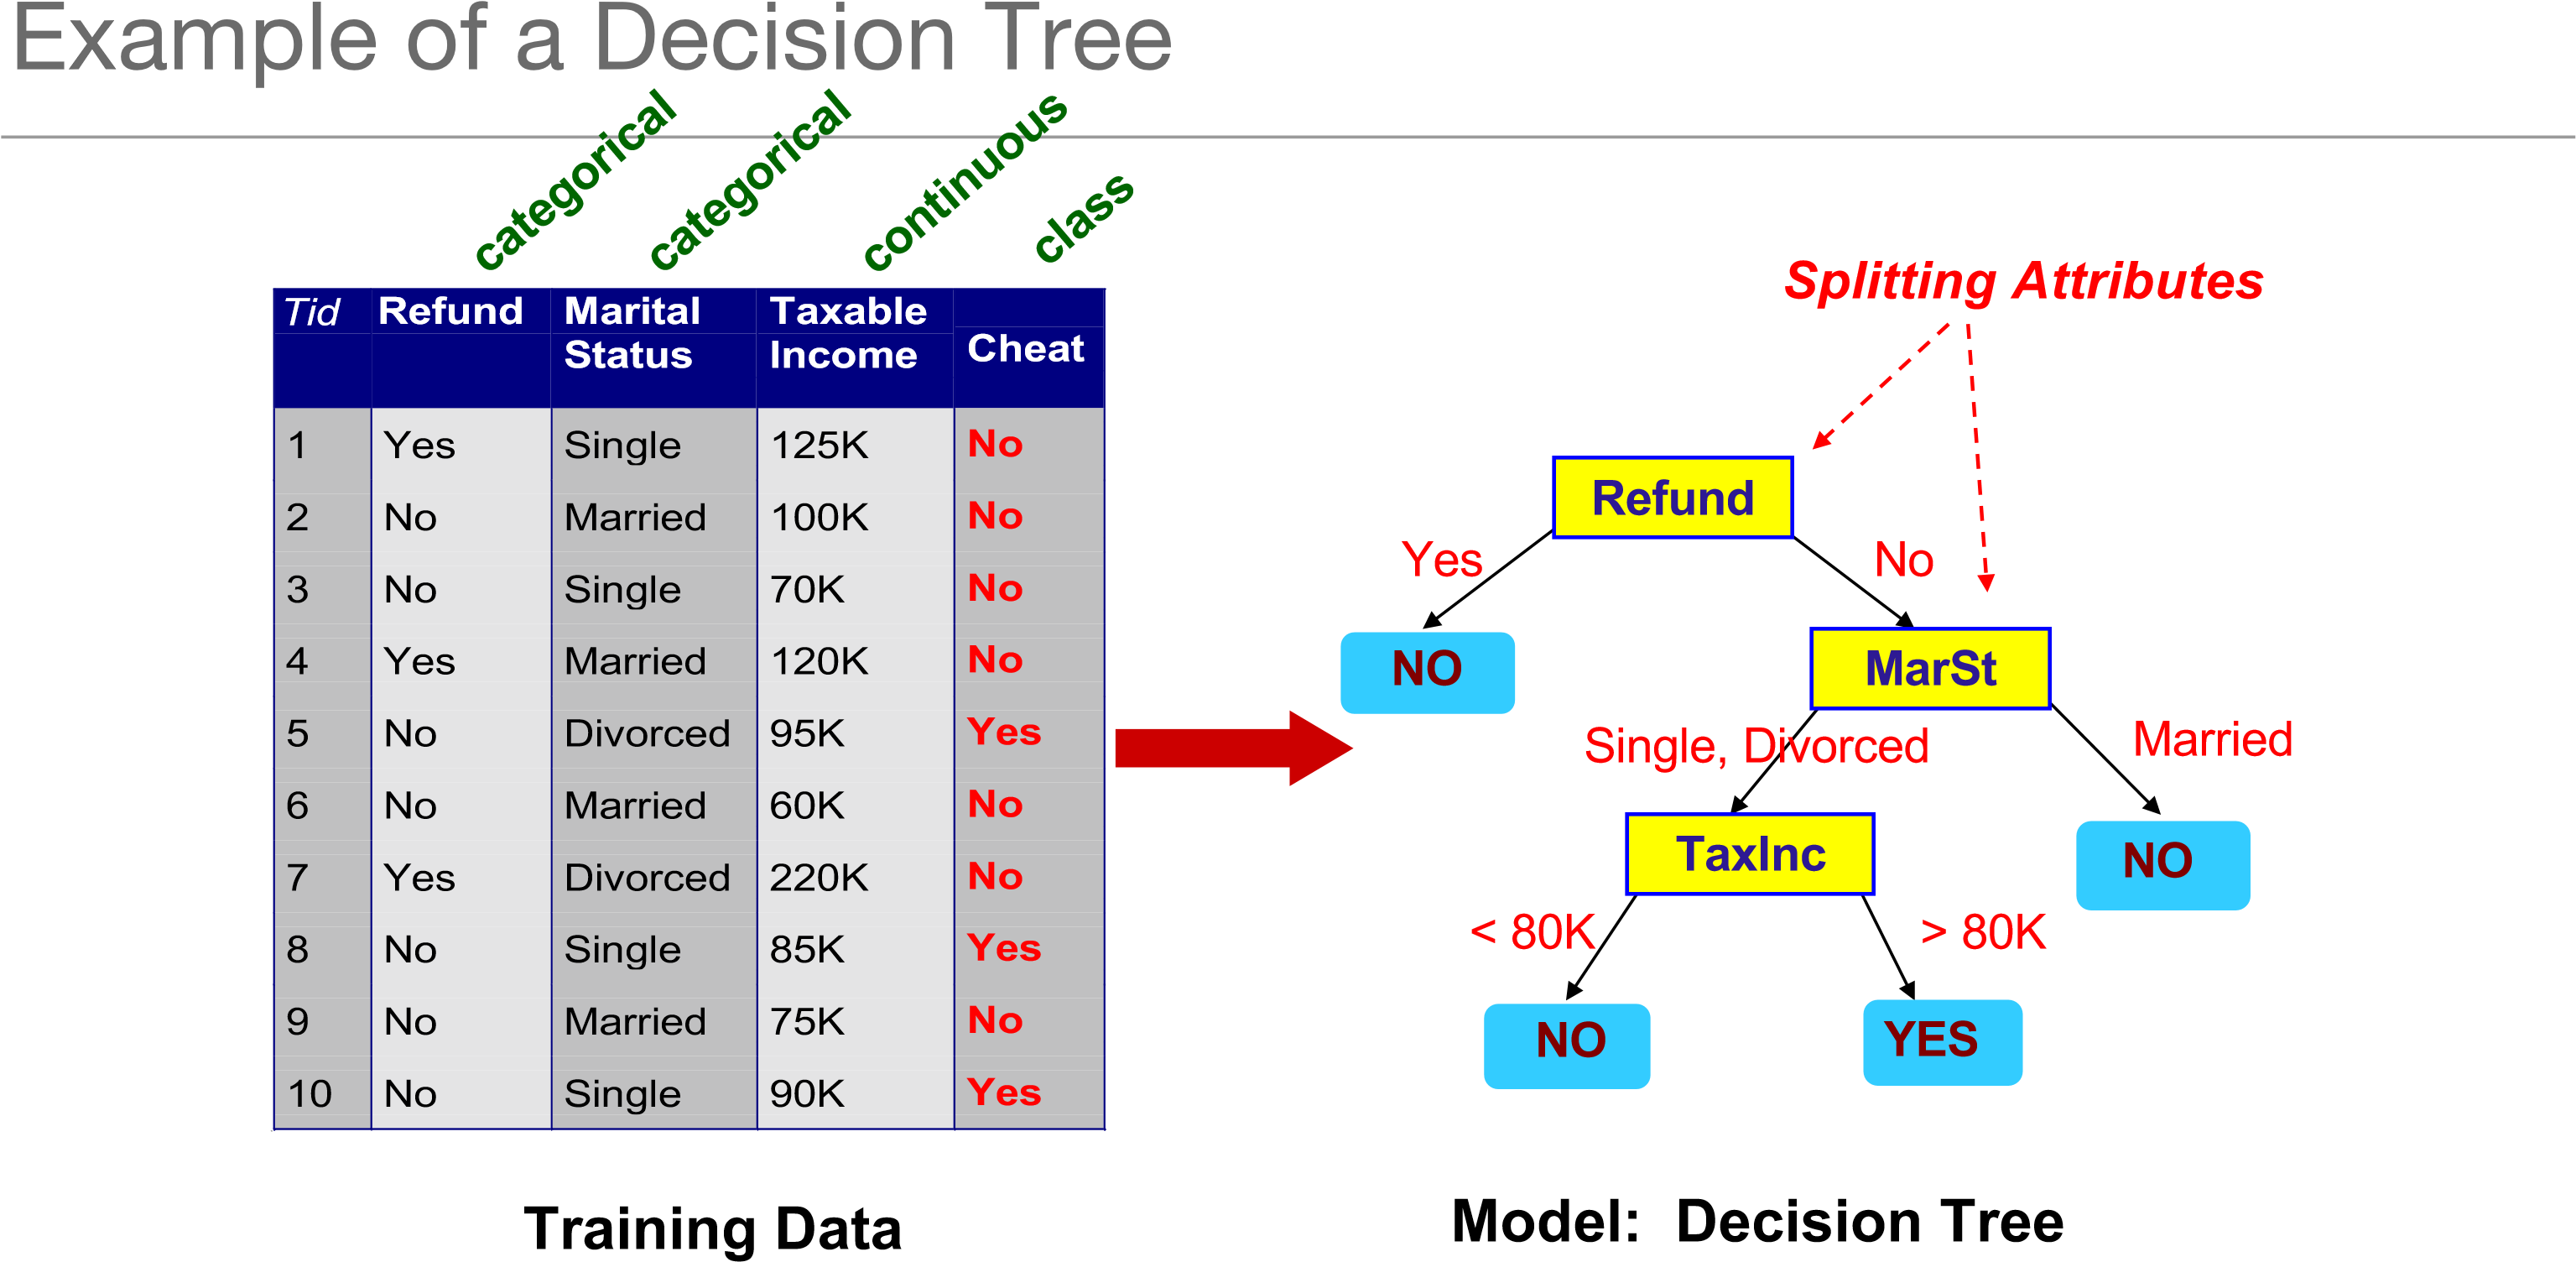 Example of a Decision Tree
categorical
categorical
continuous
class
Tid Refund Marital Status Taxable Income Cheat
1 Yes Single 125K No
2 No Married 100K No
3 No Single 70K No
4 Yes Married 120K No
5 No Divorced 95K Yes
6 No Married 60K No
7 Yes Divorced 220K No
8 No Single 85K Yes
9 No Married 75K No
10 No Single 90K Yes
Training Data
Splitting Attributes
Refund
Yes
No
NO
MarSt
Single, Divorced
Married
TaxInc
NO
< 80K
> 80K
NO
YES
Model: Decision Tree